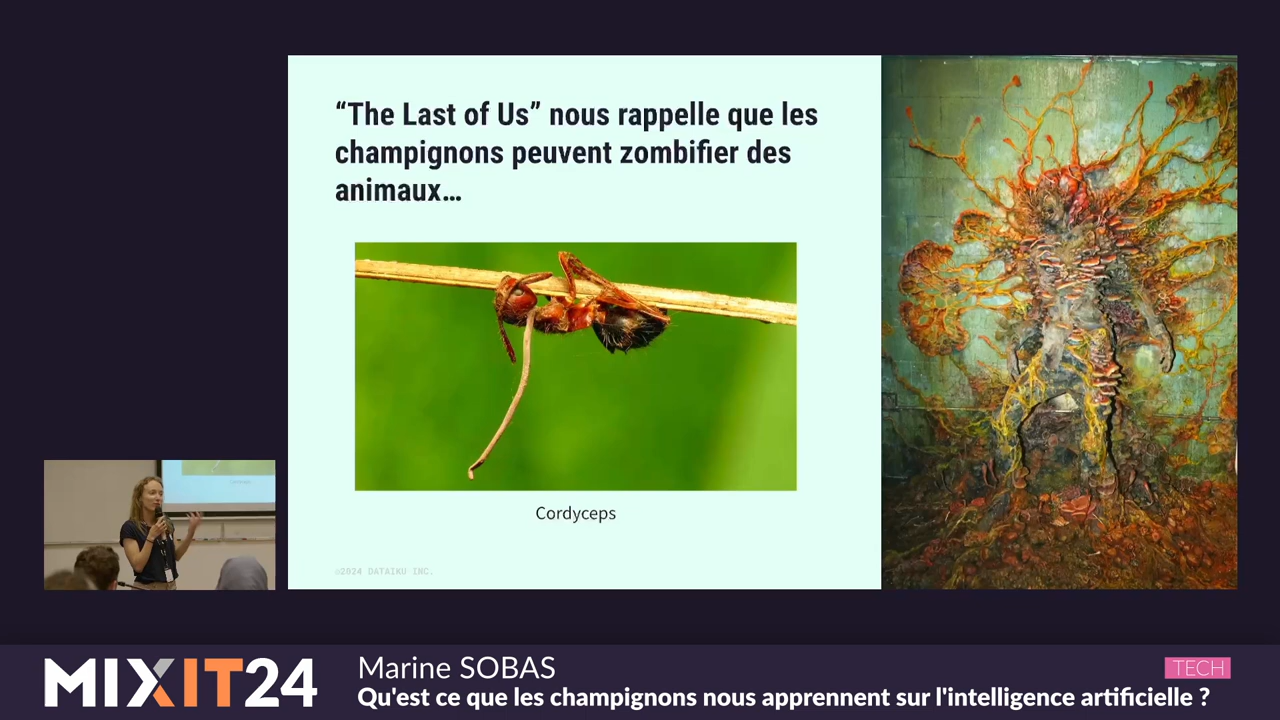 “The Last of Us” nous rappelle que les
champignons peuvent zombifier des
animaux…
Cordyceps
©2024 DATAIKU INC.
MIXIT24
Marine SOBAS
TECH
Qu'est ce que les champignons nous apprennent sur l'intelligence artificielle ?